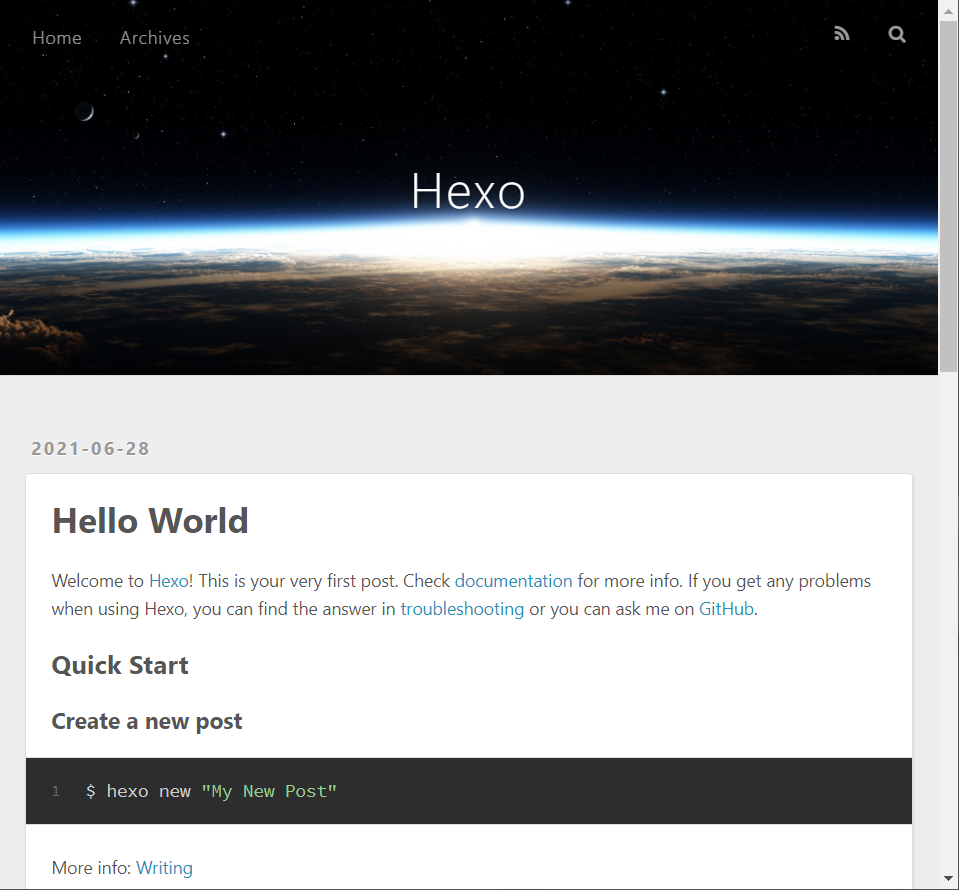 Home Archives
Hexo
2021-06-28
Hello World
Welcome to Hexo! This is your very first post. Check documentation for more info. If you get any problems
when using Hexo, you can find the answer in troubleshooting or you can ask me on GitHub.
Quick Start
Create a new post
1 $ hexo new "My New Post"
More info: Writing